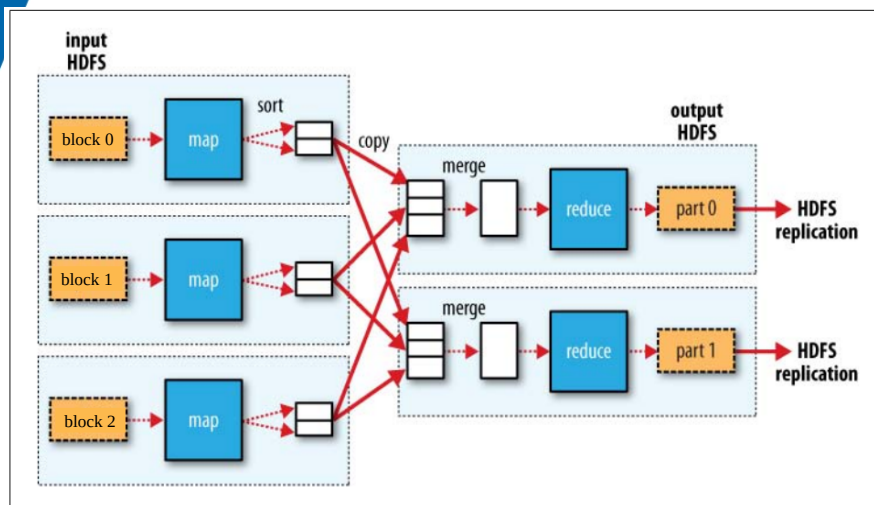 input
HDFS
sort
block 0
map
copy
output
HDFS
merge
reduce
part 0
HDFS
replication
block 1
map
merge
reduce
part 1
HDFS
replication
block 2
map